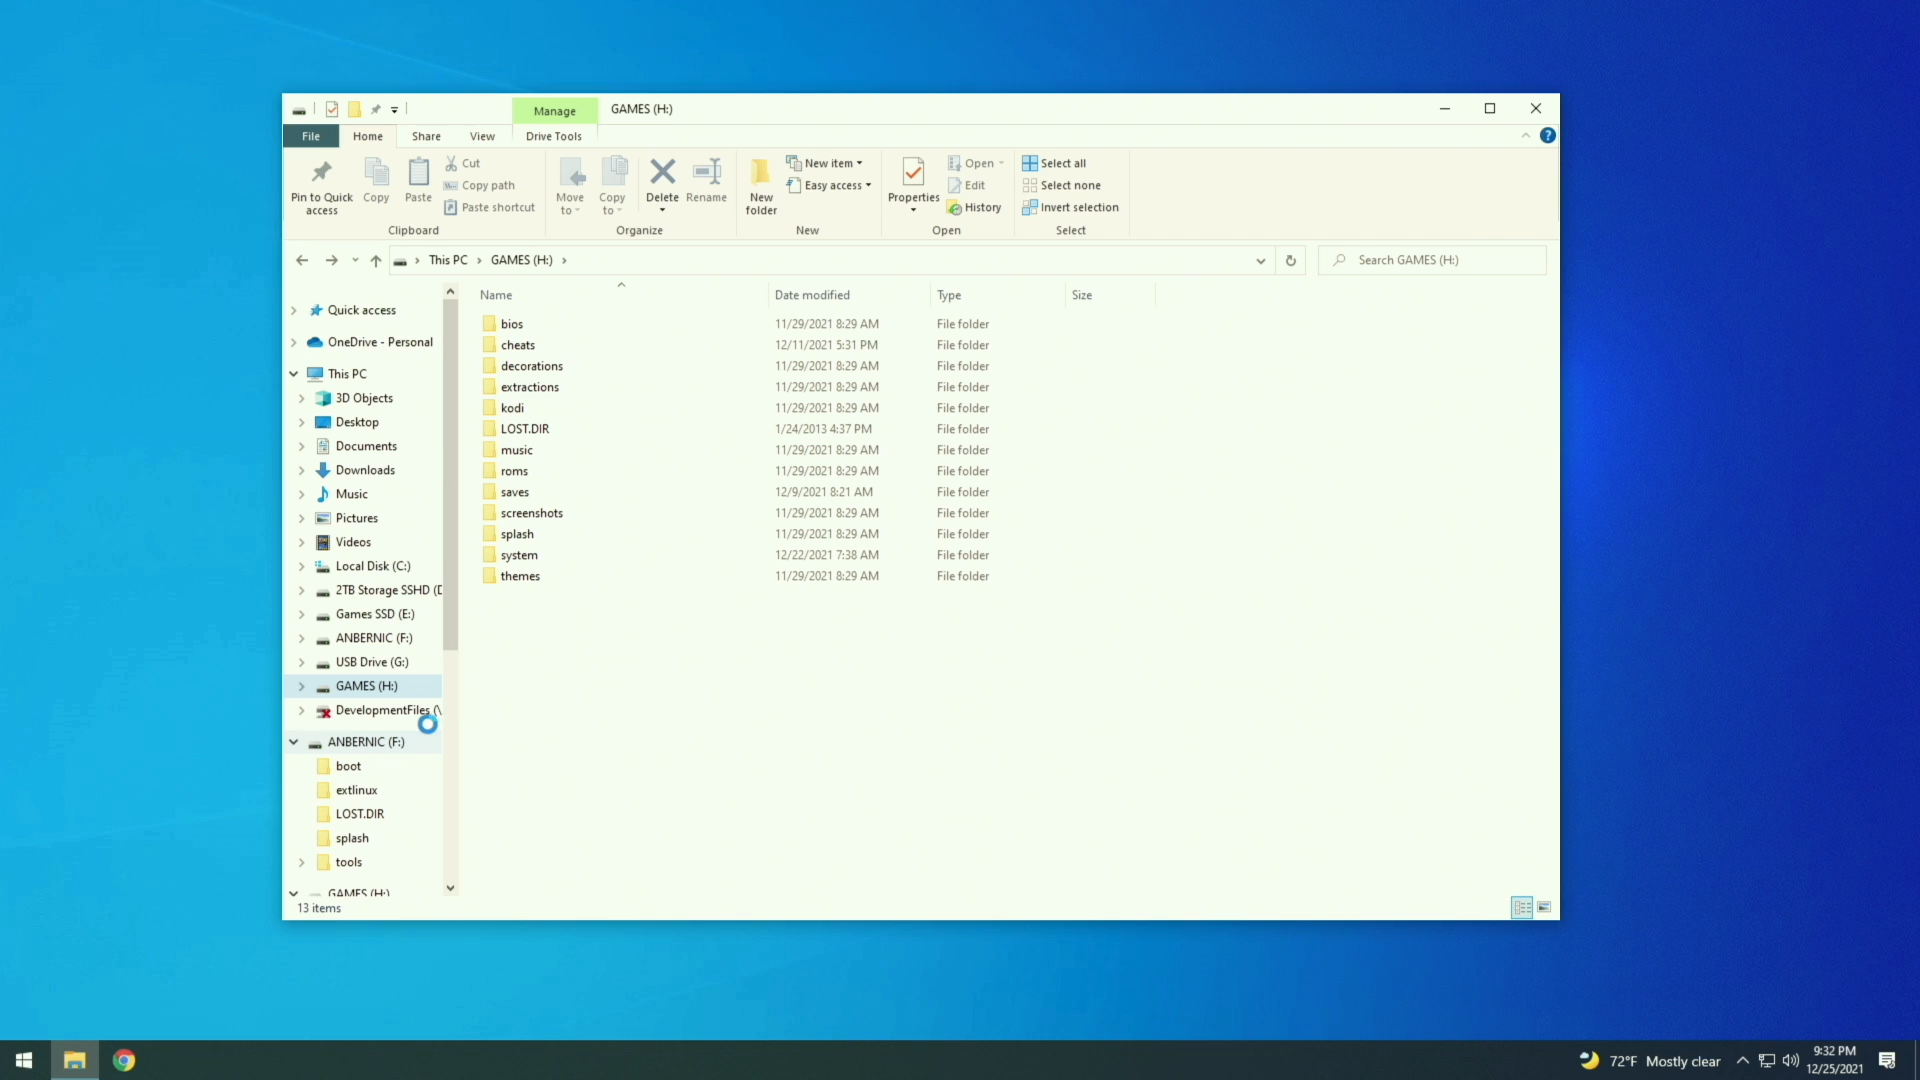 Manage GAMES (H:)
File Home Share View Drive Tools
Pin to Quick access
Copy
Paste
Cut
Copy path
Paste shortcut
Clipboard
Move to
Copy to
Delete
Rename
Organize
New folder
New item
Easy access
New
Properties
Open
Edit
History
Open
Select all
Select none
Invert selection
Select
This PC > GAMES (H:) >
Search GAMES (H:)
Quick access
OneDrive - Personal
This PC
3D Objects
Desktop
Documents
Downloads
Music
Pictures
Videos
Local Disk (C:)
2TB Storage SSHD (D
Games SSD (E:)
ANBERNIC (F:)
USB Drive (G:)
GAMES (H:)
DevelopmentFiles (\
ANBERNIC (F:)
boot
extlinux
LOST.DIR
splash
tools
GAMES (H:)
Name Date modified Type Size
bios 11/29/2021 8:29 AM File folder
cheats 12/11/2021 5:31 PM File folder
decorations 11/29/2021 8:29 AM File folder
extractions 11/29/2021 8:29 AM File folder
kodi 11/29/2021 8:29 AM File folder
LOST.DIR 1/24/2013 4:37 PM File folder
music 11/29/2021 8:29 AM File folder
roms 11/29/2021 8:29 AM File folder
saves 12/9/2021 8:21 AM File folder
screenshots 11/29/2021 8:29 AM File folder
splash 11/29/2021 8:29 AM File folder
system 12/22/2021 7:38 AM File folder
themes 11/29/2021 8:29 AM File folder
13 items
72°F Mostly clear
9:32 PM
12/25/2021